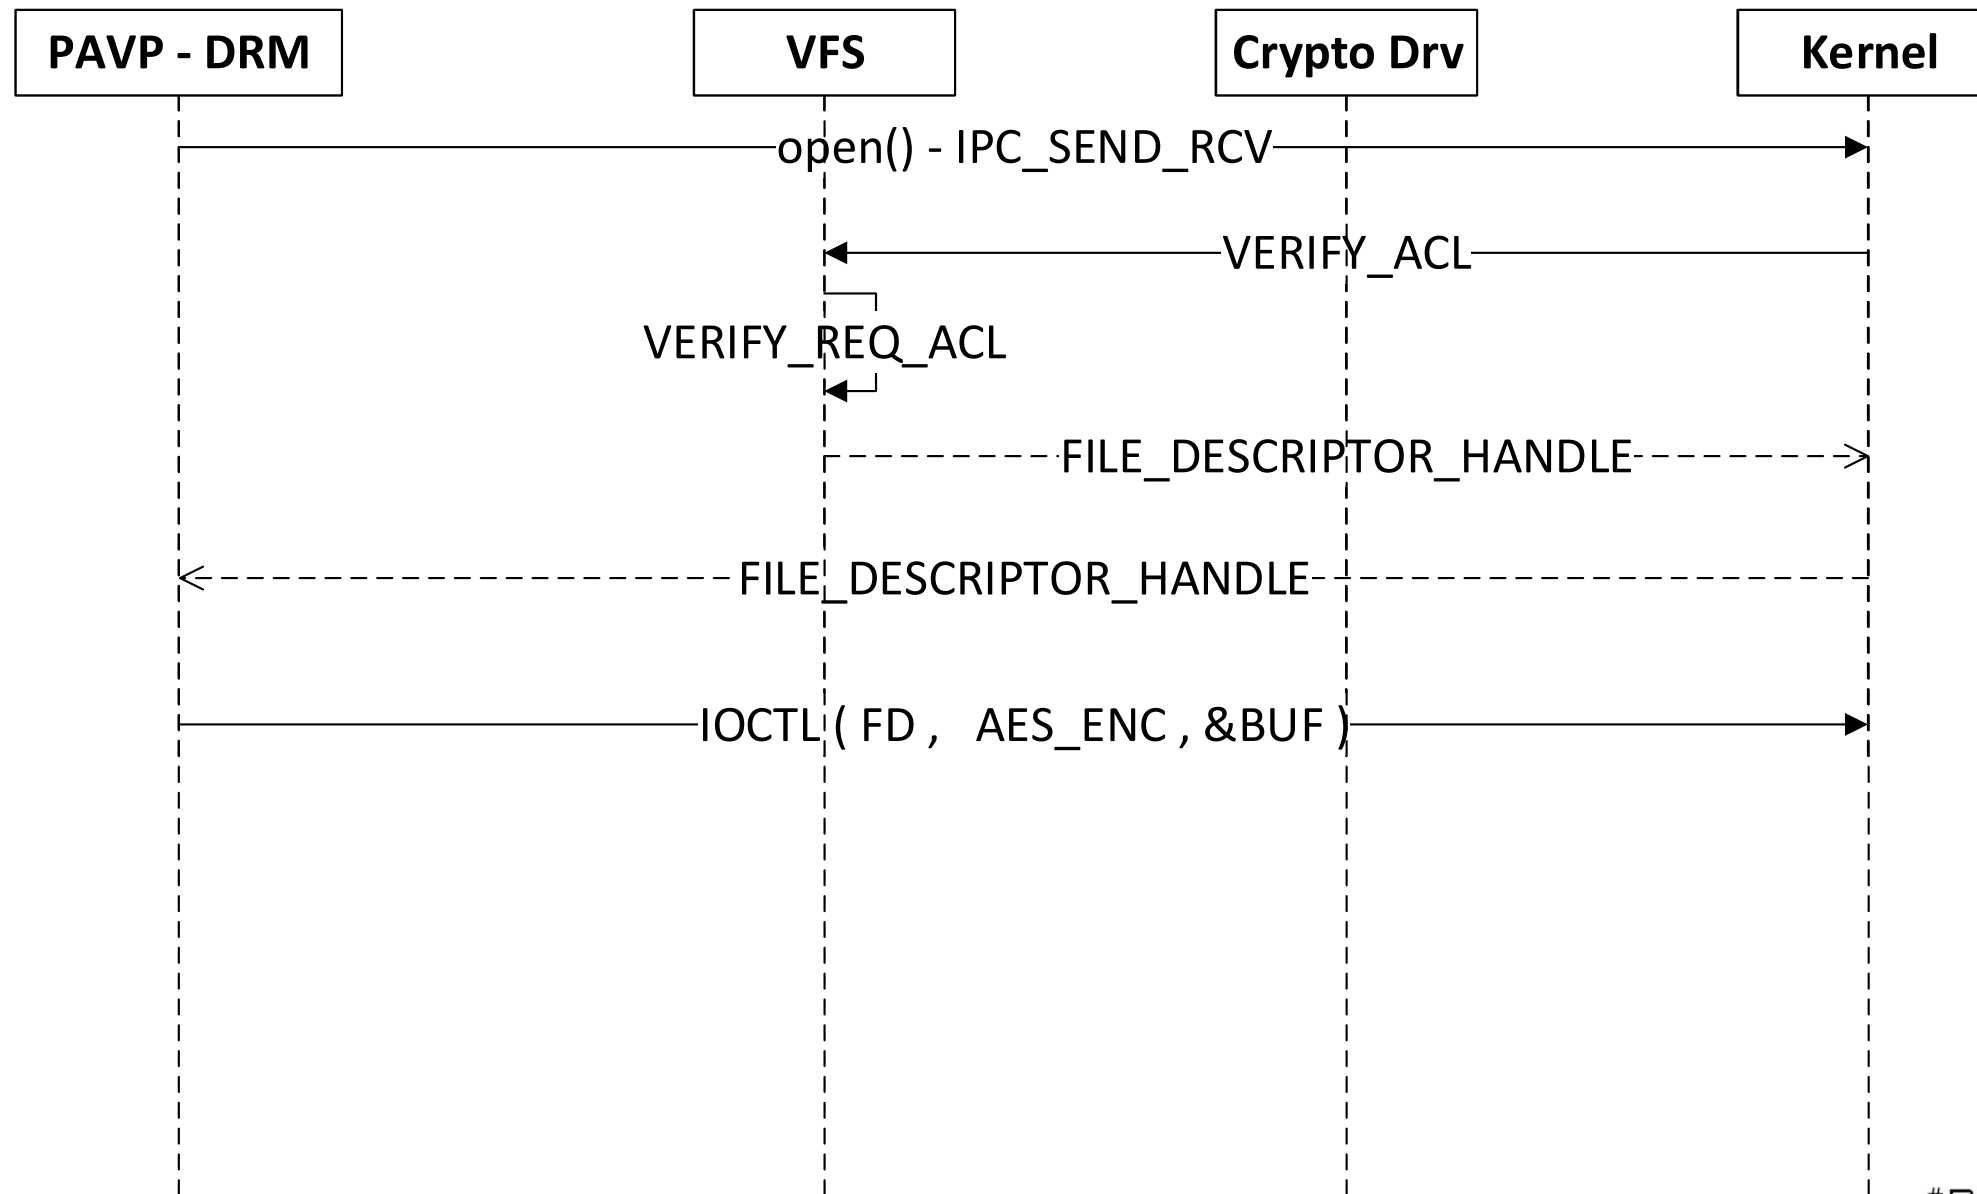 PAVP - DRM
VFS
Crypto Drv
Kernel
open() - IPC_SEND_RCV
VERIFY_ACL
VERIFY_REQ_ACL
FILE_DESCRIPTOR_HANDLE
FILE_DESCRIPTOR_HANDLE
IOCTL ( FD , AES_ENC , &BUF )